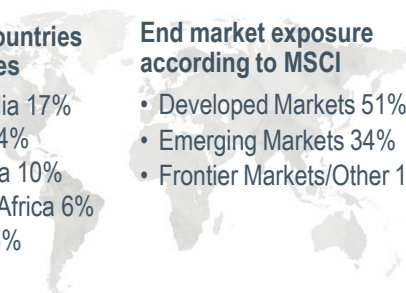 ountries
es
End market exposure
according to MSCI
ia 17%
4%
a 10%
Africa 6%
%
• Developed Markets 51%
• Emerging Markets 34%
• Frontier Markets/Other 1